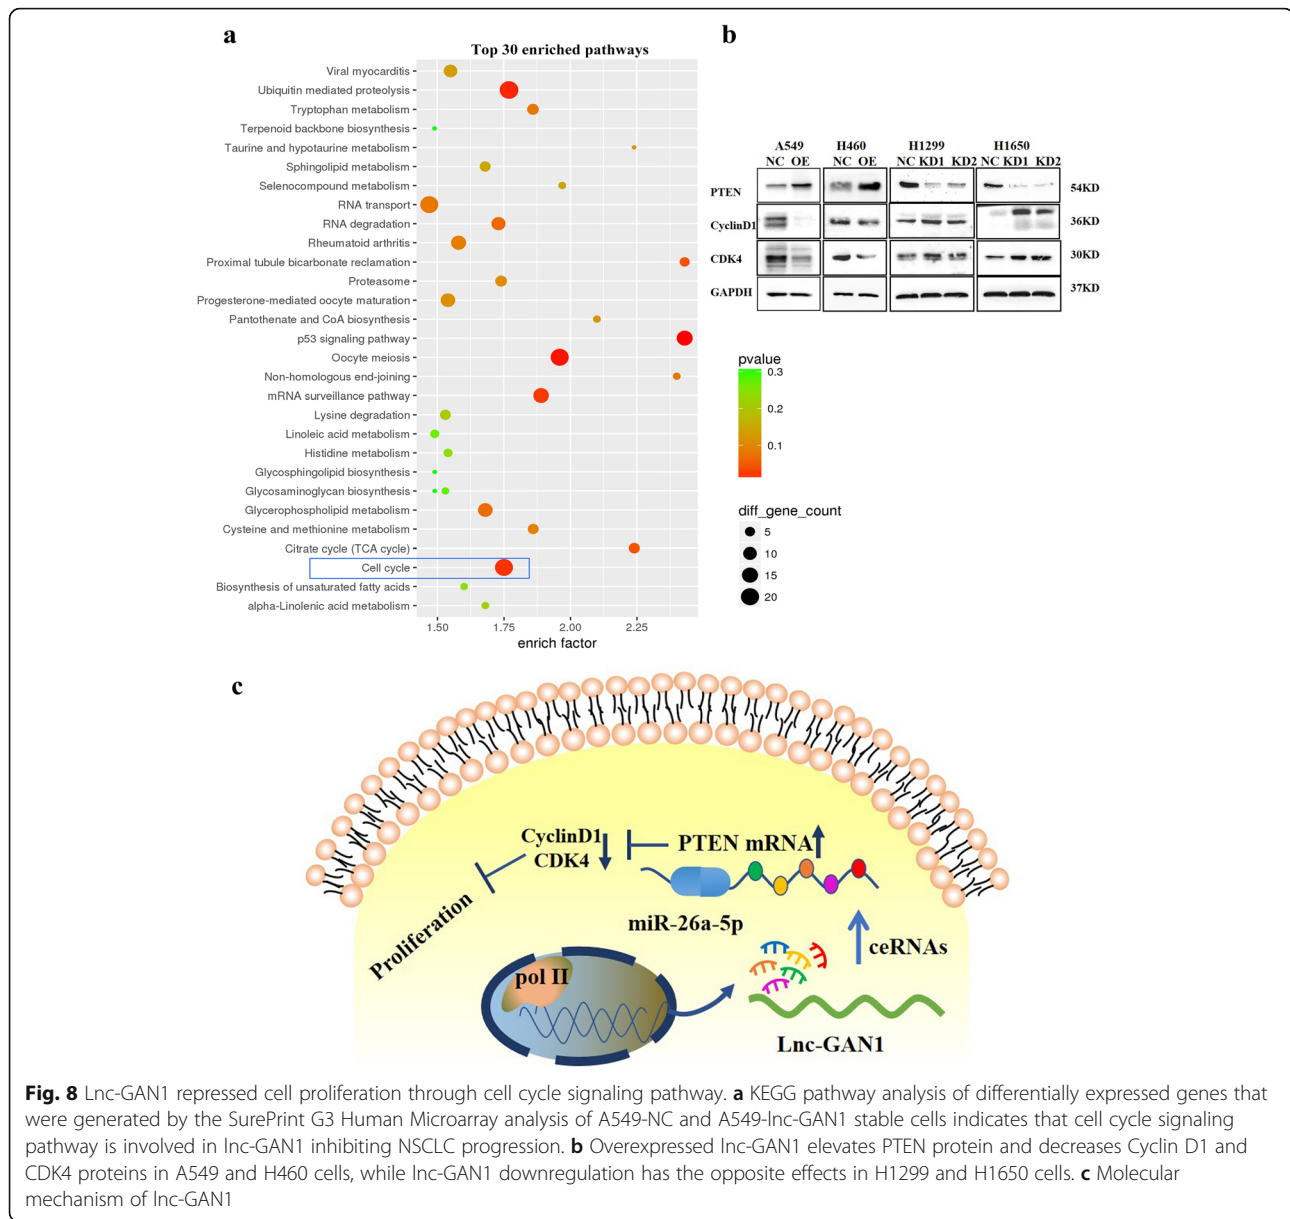 a
Top 30 enriched pathways
Viral myocarditis
Ubiquitin mediated proteolysis
Tryptophan metabolism
Terpenoid backbone biosynthesis
Taurine and hypotaurine metabolism
Sphingolipid metabolism
Selenocompound metabolism
RNA transport
RNA degradation
Rheumatoid arthritis
Proximal tubule bicarbonate reclamation
Proteasome
Progesterone-mediated oocyte maturation
Pantothenate and CoA biosynthesis
p53 signaling pathway
Oocyte meiosis
Non-homologous end-joining
mRNA surveillance pathway
Lysine degradation
Linoleic acid metabolism
Histidine metabolism
Glycosphingolipid biosynthesis
Glycosaminoglycan biosynthesis
Glycerophospholipid metabolism
Cysteine and methionine metabolism
Citrate cycle (TCA cycle)
Cell cycle
Biosynthesis of unsaturated fatty acids
alpha-Linolenic acid metabolism
1.50 1.75 2.00 2.25
enrich factor
pvalue
0.3
0.2
0.1
diff_gene_count
5
10
15
20
b
A549 H460 H1299 H1650
NC OE NC OE NC KD1 KD2 NC KD1 KD2
PTEN 54KD
CyclinD1 36KD
CDK4 30KD
GAPDH 37KD
c
CyclinD1
CDK4
PTEN mRNA
Proliferation
miR-26a-5p
ceRNAs
pol II
Lnc-GAN1
Fig. 8 Lnc-GAN1 repressed cell proliferation through cell cycle signaling pathway. a KEGG pathway analysis of differentially expressed genes that
were generated by the SurePrint G3 Human Microarray analysis of A549-NC and A549-lnc-GAN1 stable cells indicates that cell cycle signaling
pathway is involved in lnc-GAN1 inhibiting NSCLC progression. b Overexpressed lnc-GAN1 elevates PTEN protein and decreases Cyclin D1 and
CDK4 proteins in A549 and H460 cells, while lnc-GAN1 downregulation has the opposite effects in H1299 and H1650 cells. c Molecular
mechanism of lnc-GAN1